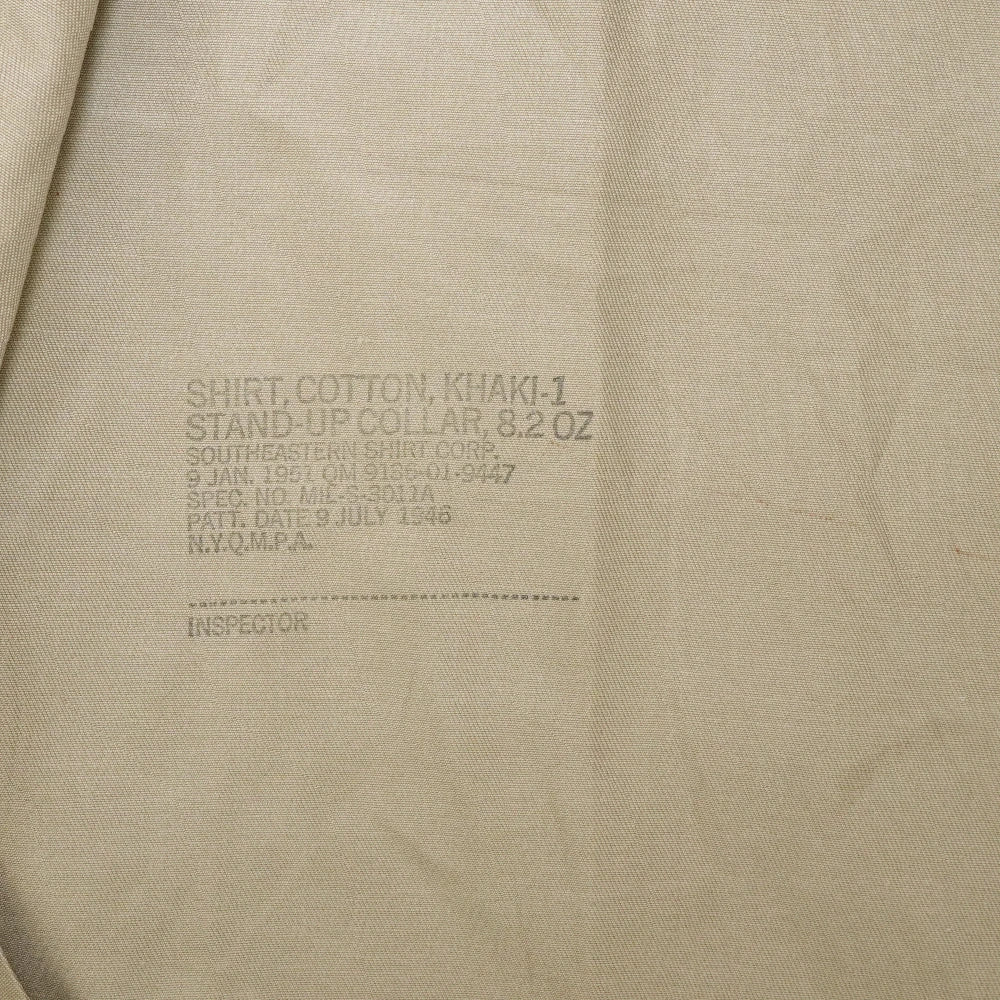 SHIRT, COTTON, KHAKI-1
STAND-UP COLLAR, 8.2 OZ
SOUTHEASTERN SHIRT CORP.
9 JAN. 1951 QM 9186-01-9447
SPEC. NO. MIL-S-3011A
PATT. DATE 9 JULY 1946
N.Y.Q.M.P.A.
INSPECTOR